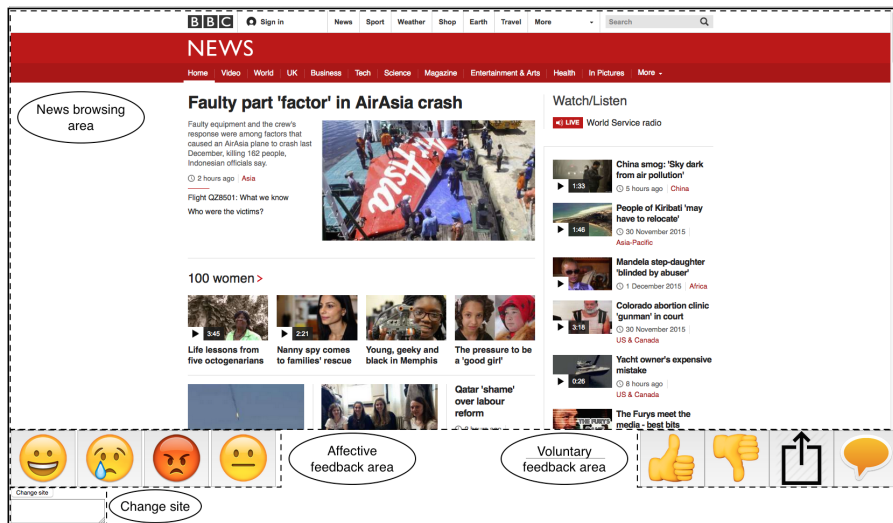 BBC Sign in News Sport Weather Shop Earth Travel More Search
NEWS
Home Video World UK Business Tech Science Magazine Entertainment & Arts Health In Pictures More
News browsing
area
Faulty part 'factor' in AirAsia crash
Faulty equipment and the crew's
response were among factors that
caused an AirAsia plane to crash last
December, killing 162 people,
Indonesian officials say.
2 hours ago Asia
Flight QZ8501: What we know
Who were the victims?
AirAsia
Watch/Listen
LIVE World Service radio
1:33
China smog: 'Sky dark
from air pollution'
5 hours ago China
1:46
People of Kiribati 'may
have to relocate'
30 November 2015
Asia-Pacific
Mandela step-daughter
'blinded by abuser'
1 December 2015 Africa
3:18
Colorado abortion clinic
'gunman' in court
30 November 2015
US & Canada
0:26
Yacht owner's expensive
mistake
6 hours ago
US & Canada
THE FURYS
The Furys meet the
media - best bits
100 women >
3:45
Life lessons from
five octogenarians
2:21
Nanny spy comes
to families' rescue
Young, geeky and
black in Memphis
The pressure to be
a 'good girl'
Qatar 'shame'
over labour
reform
Affective
feedback area
Voluntary
feedback area
Change site
Change site